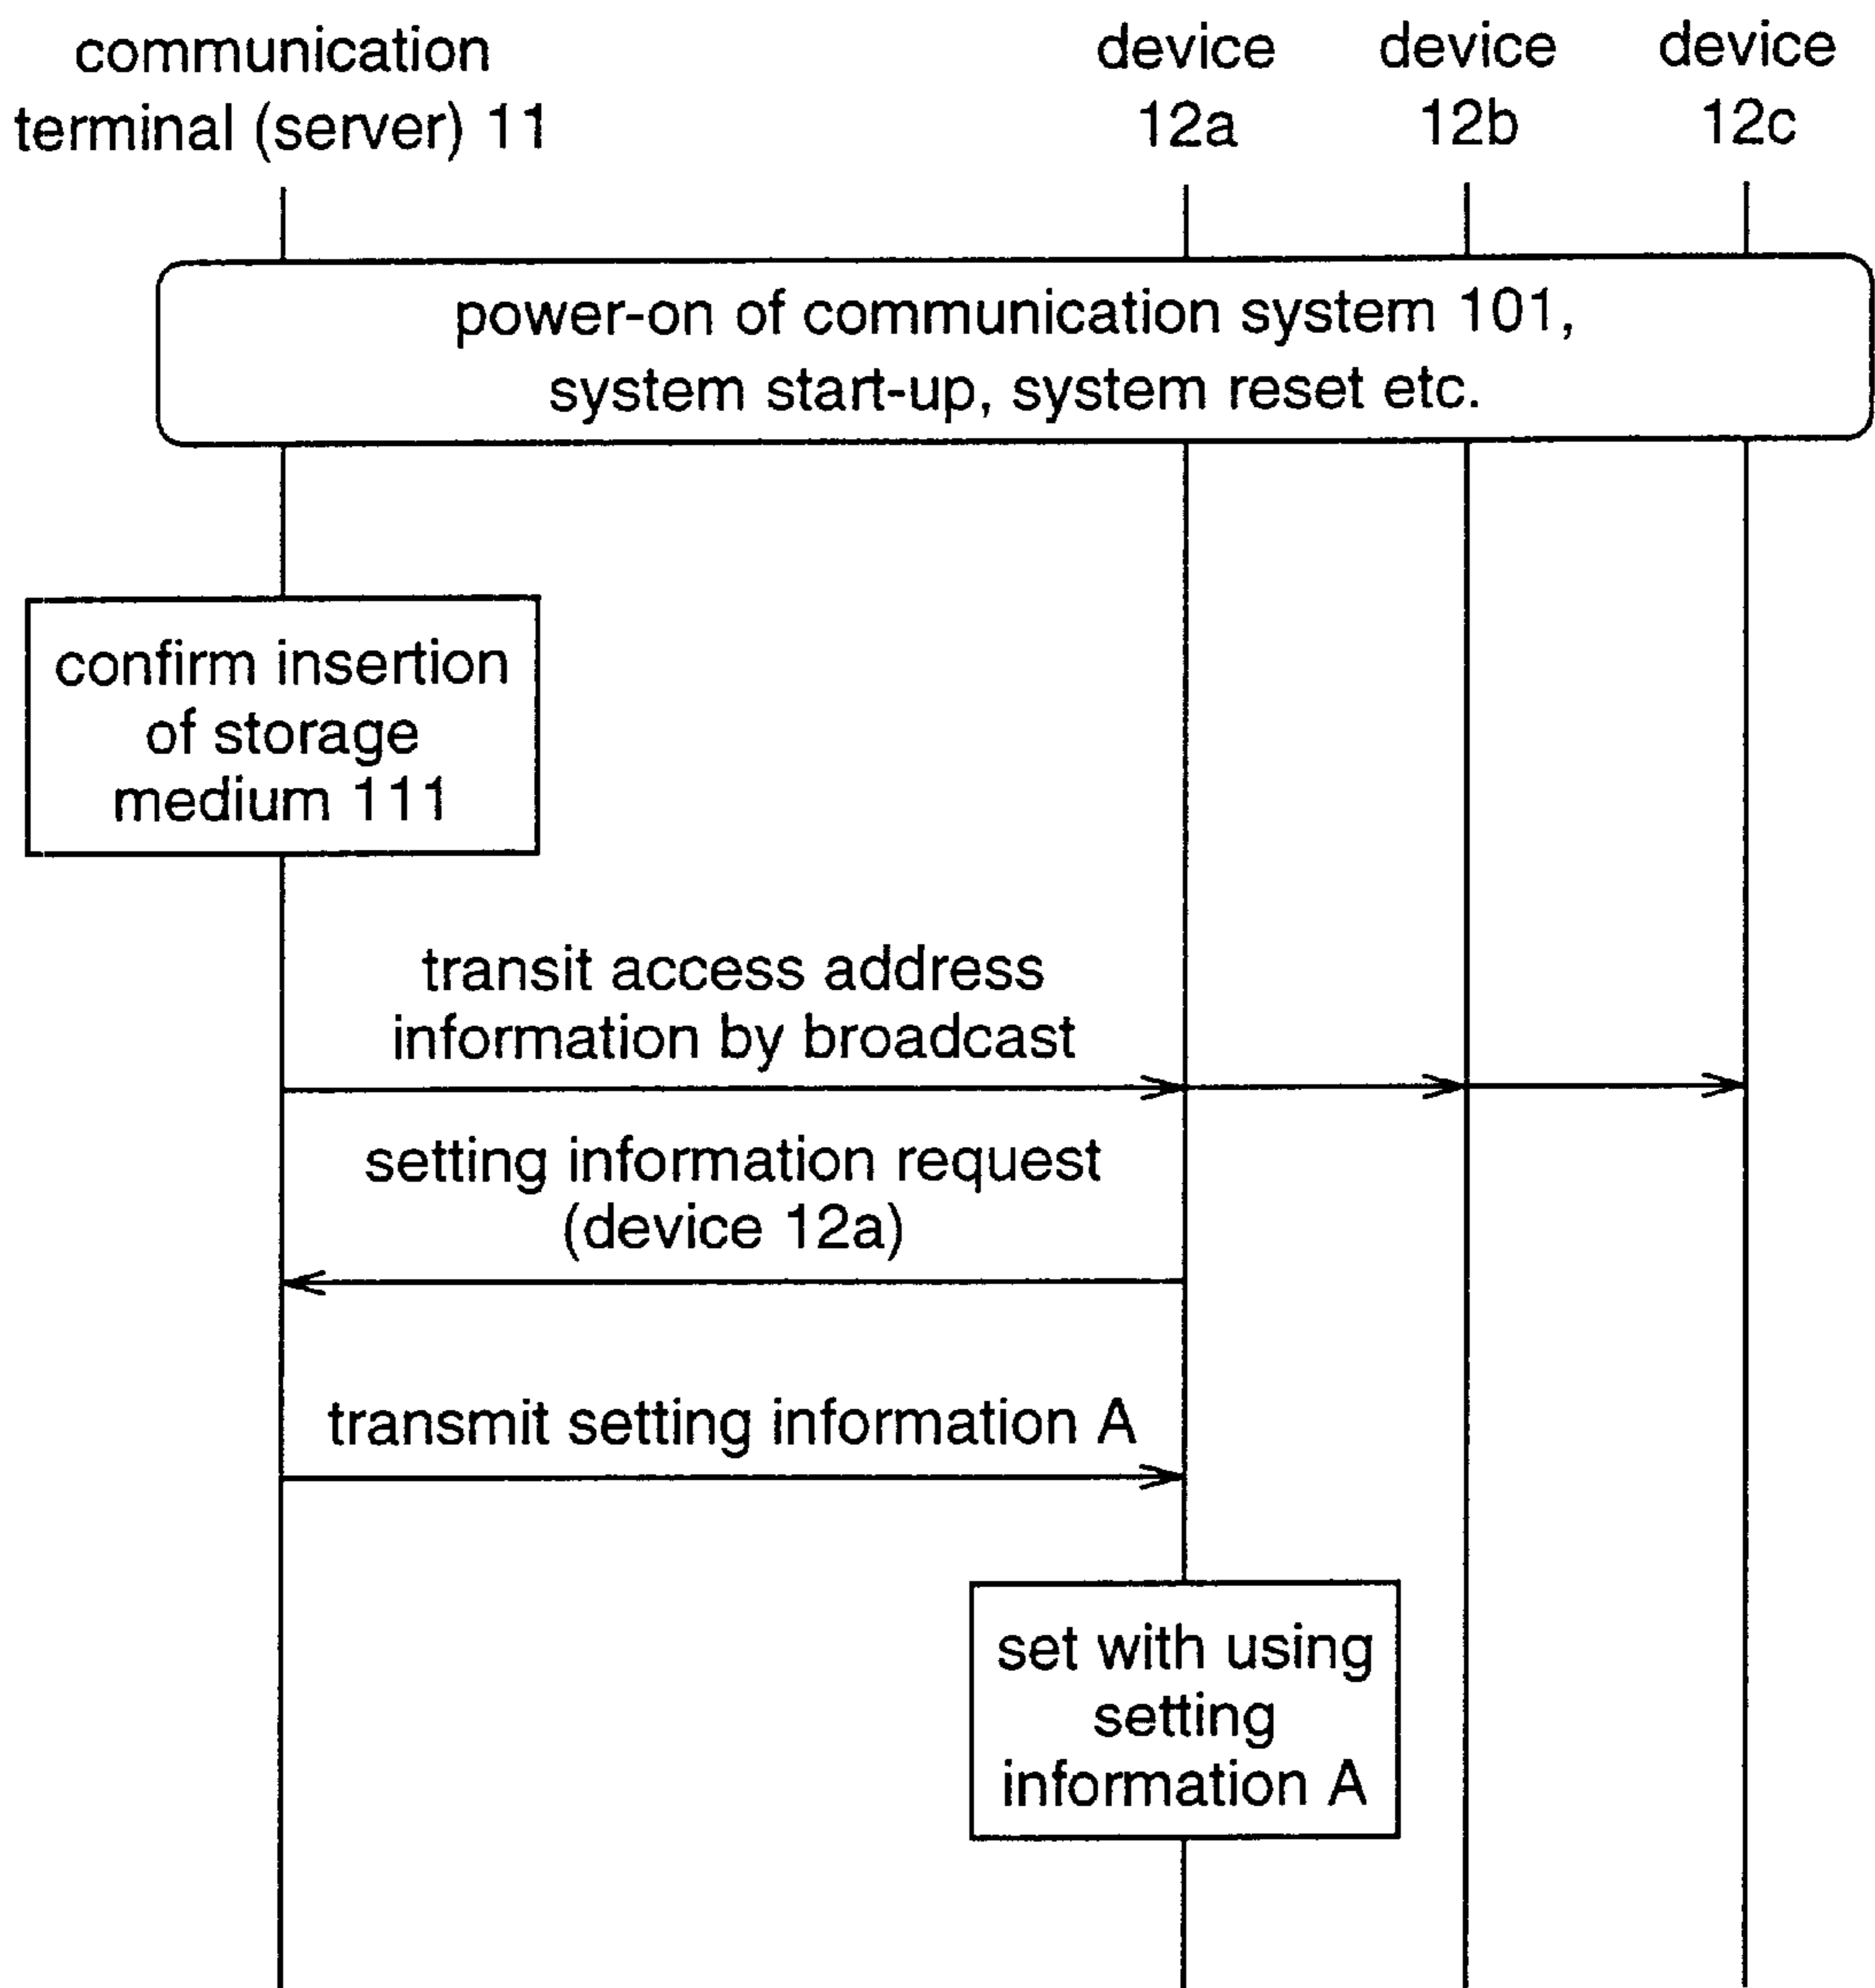 communication
terminal (server) 11
device
12a
device
12b
device
12c
power-on of communication system 101,
system start-up, system reset etc.
confirm insertion
of storage
medium 111
transit access address
information by broadcast
setting information request
(device 12a)
transmit setting information A
set with using
setting
information A